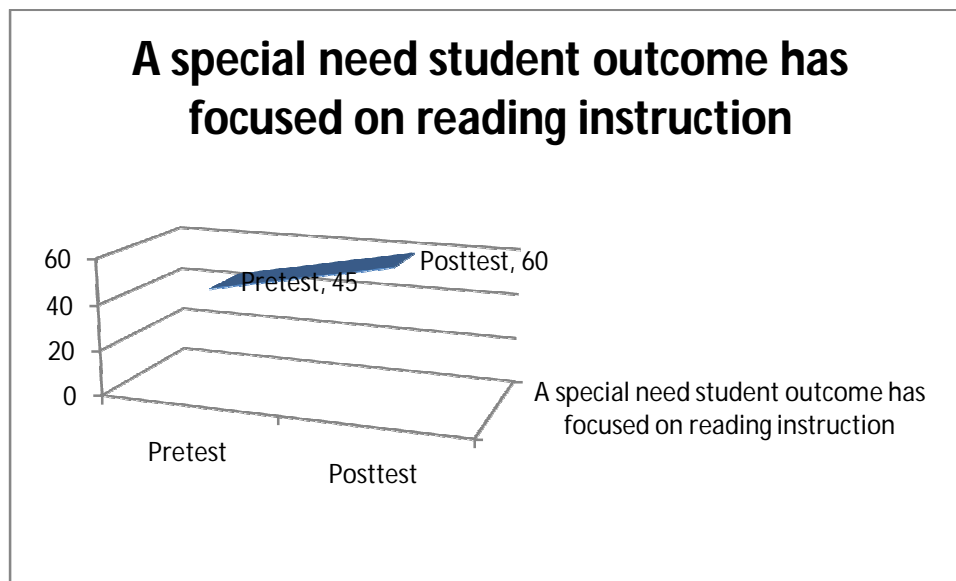 A special need student outcome has
focused on reading instruction
60
40
20
0
Pretest, 45
Posttest, 60
Pretest
Posttest
A special need student outcome has
focused on reading instruction